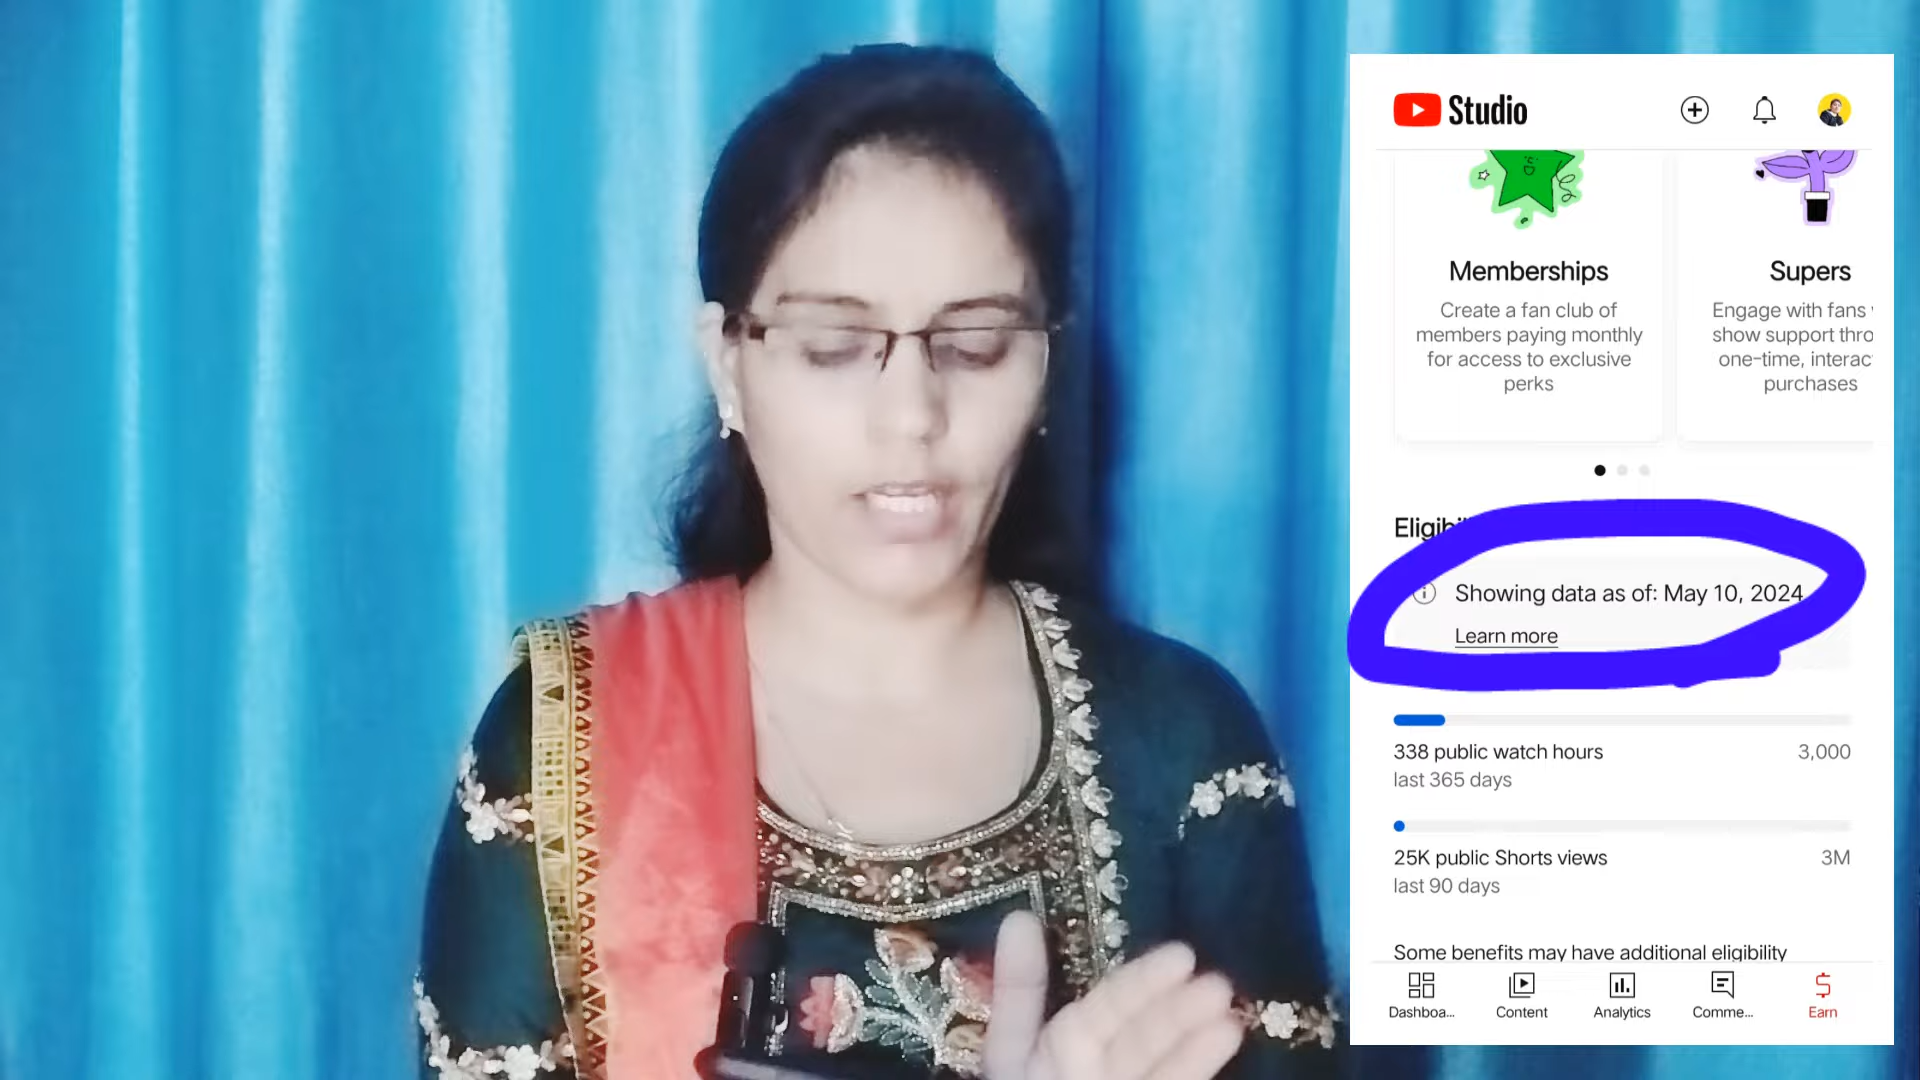 Studio
Memberships
Create a fan club of
members paying monthly
for access to exclusive
perks
Supers
Engage with fans
show support thro
one-time, interac
purchases
Showing data as of: May 10, 2024
Learn more
338 public watch hours 3,000
last 365 days
25K public Shorts views 3M
last 90 days
Some benefits may have additional eligibility
Dashboa... Content Analytics Comme... Earn